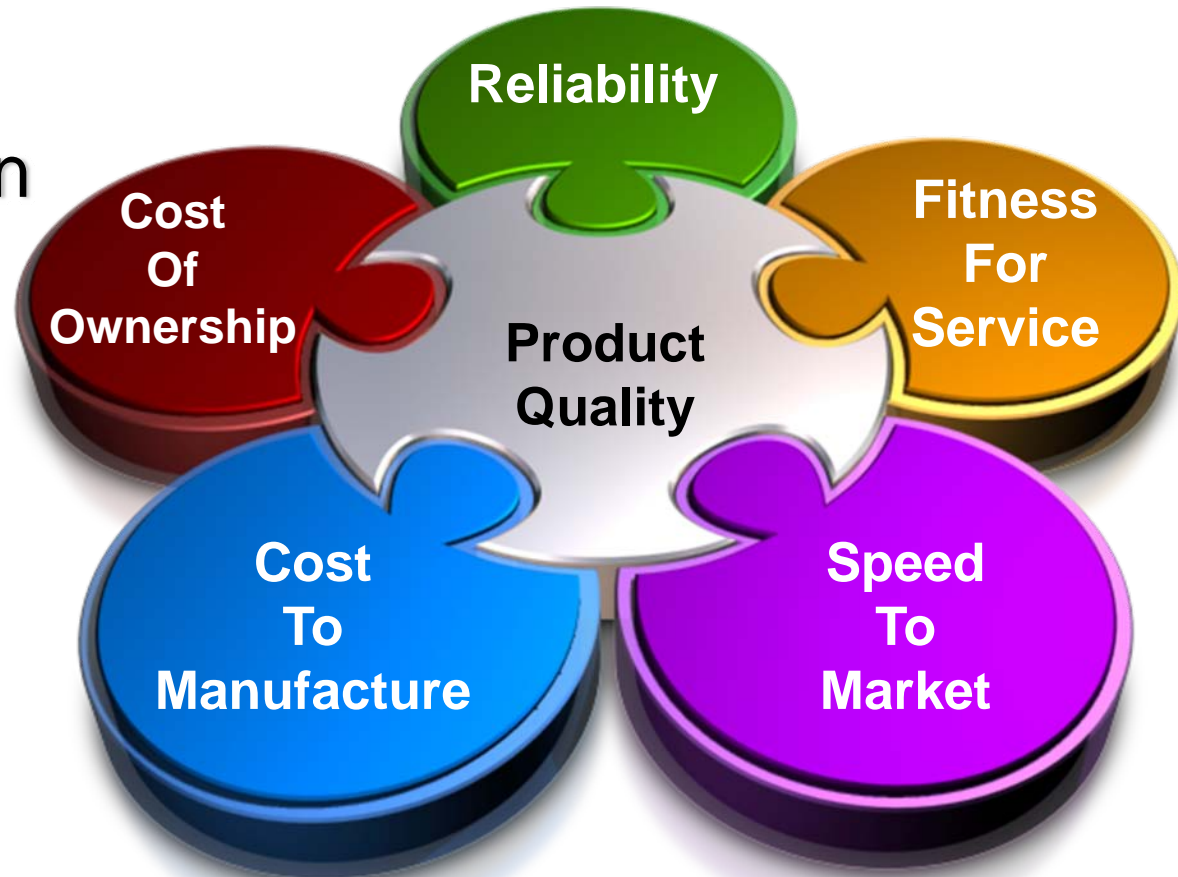 Reliability
Cost
Of
Ownership
Fitness
For
Service
Product
Quality
Cost
To
Manufacture
Speed
To
Market